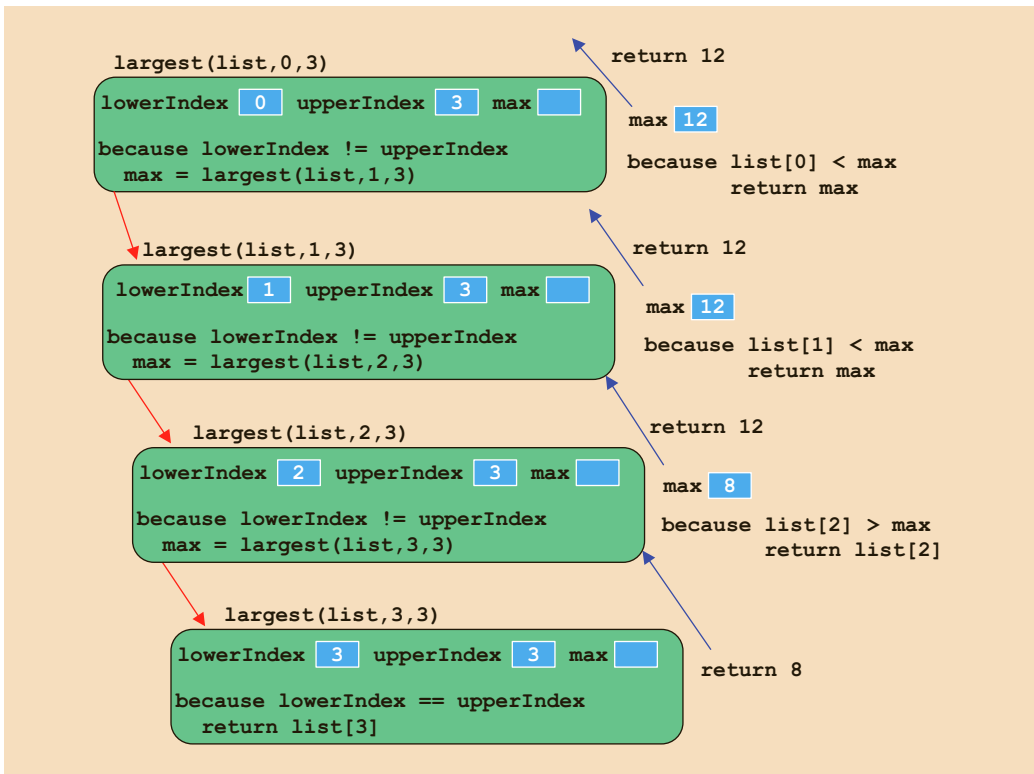 largest(list,0,3)
return 12
lowerIndex 0 upperIndex 3 max
max 12
because lowerIndex != upperIndex
max = largest(list,1,3)
because list[0] < max
return max
largest(list,1,3)
return 12
lowerIndex 1 upperIndex 3 max
max 12
because lowerIndex != upperIndex
max = largest(list,2,3)
because list[1] < max
return max
largest(list,2,3)
return 12
lowerIndex 2 upperIndex 3 max
max 8
because lowerIndex != upperIndex
max = largest(list,3,3)
because list[2] > max
return list[2]
largest(list,3,3)
lowerIndex 3 upperIndex 3 max
return 8
because lowerIndex == upperIndex
return list[3]